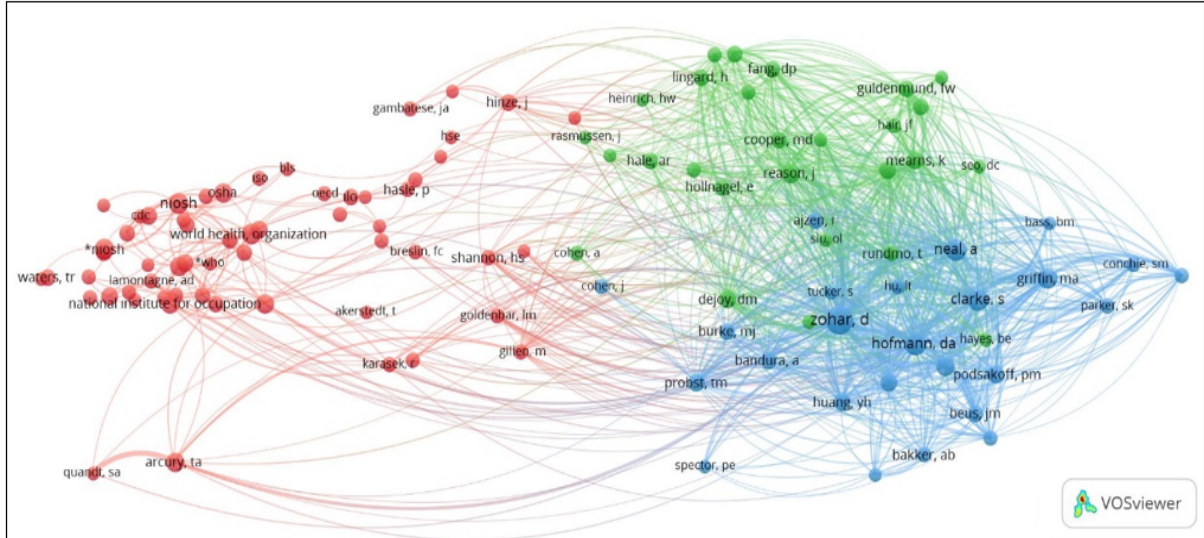 lingard, h
fang, dp
guldenmund, fw
gambatese, ja
hinze, j
heinrich, hw
hair, jf
hse
rasmussen, j
cooper, md
bls
hale, ar
mearns, k
seo, dc
iso
reason, j
osha
oecd
ilo
hasle, p
hollnagel, e
niosh
cdc
ajzen, i
bass, bm
world health, organization
siu, ol
*niosh
breslin, fc
shannon, hs
cohen, a
rundmo, t
neal, a
*who
conchie, sm
waters, tr
lamontagne, ad
cohen, j
tucker, s
hu, lt
griffin, ma
national institute for occupation
dejoy, dm
clarke, s
parker, sk
akerstedt, t
goldenhar, lm
zohar, d
burke, mj
hofmann, da
hayes, be
gillen, m
karasek, r
bandura, a
probst, tm
podsakoff, pm
huang, yh
beus, jm
bakker, ab
arcury, ta
quandt, sa
spector, pe
VOSviewer